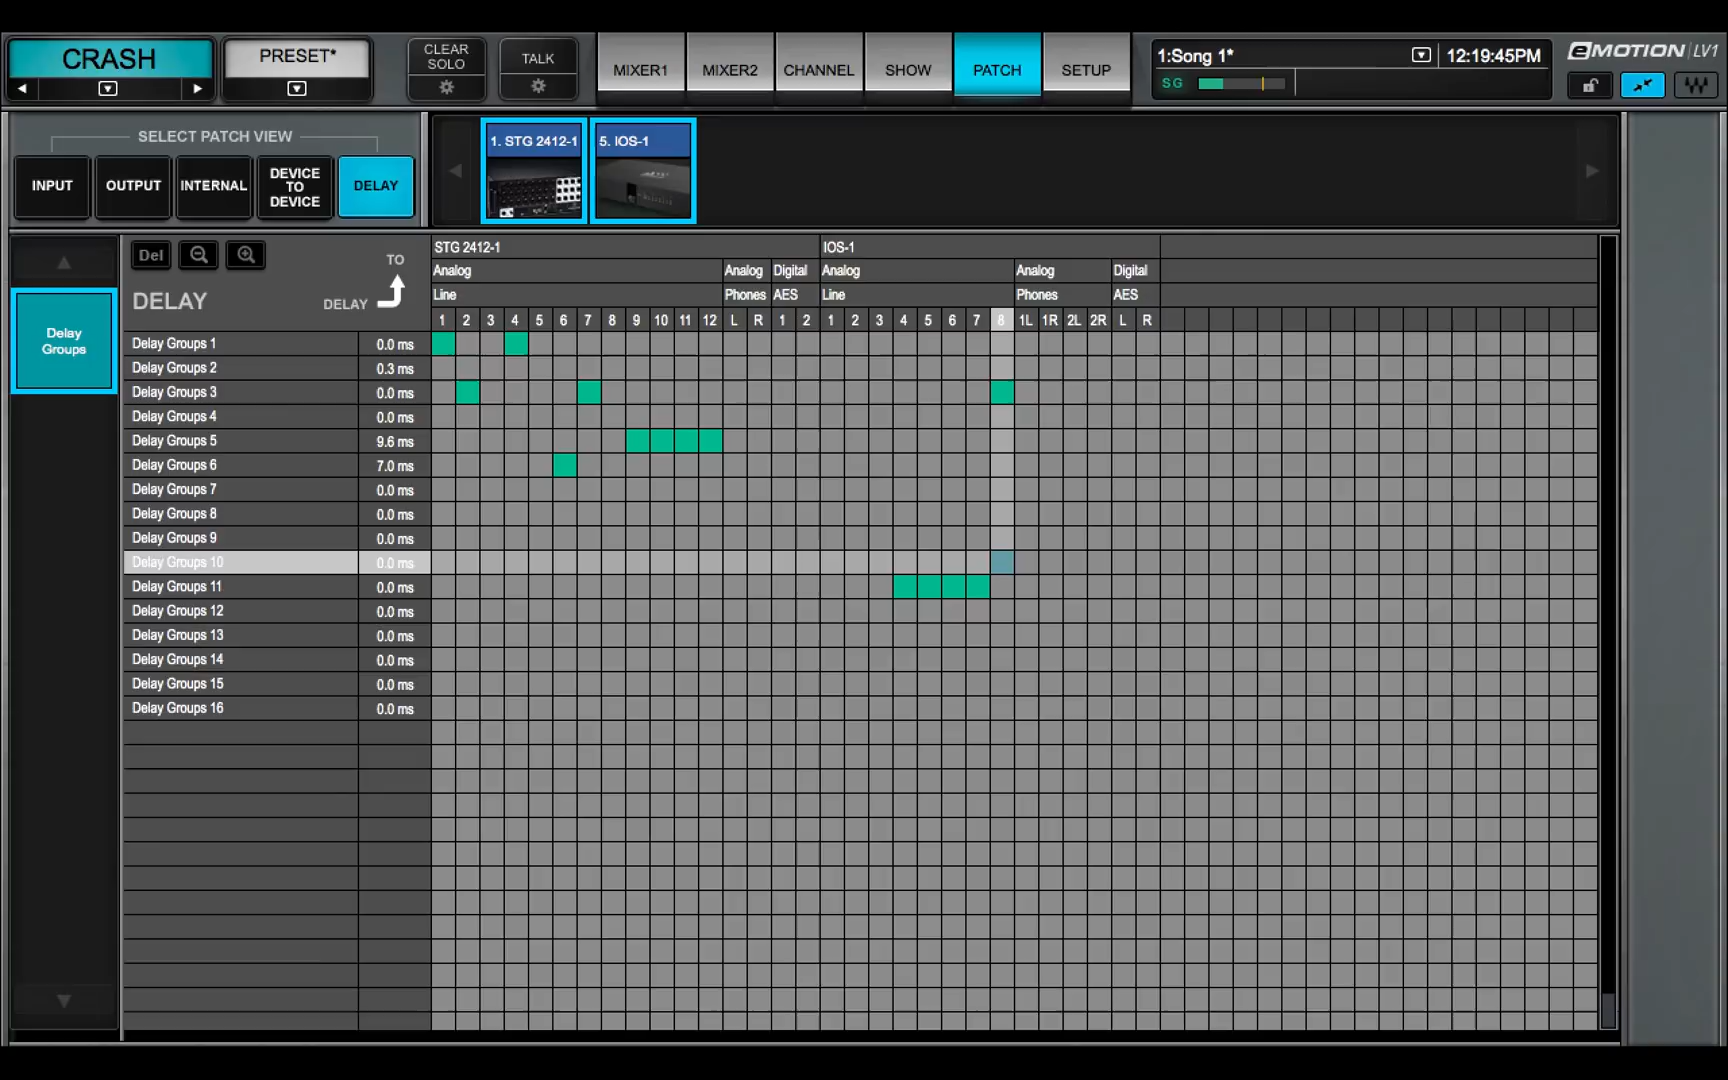 CRASH
PRESET*
CLEAR
SOLO
TALK
MIXER1
MIXER2
CHANNEL
SHOW
PATCH
SETUP
1:Song 1*
12:19:45PM
SG
eMOTION LV1
SELECT PATCH VIEW
INPUT
OUTPUT
INTERNAL
DEVICE
TO
DEVICE
DELAY
1. STG 2412-1
5. IOS-1
Delay
Groups
Del
TO
DELAY
DELAY
STG 2412-1 IOS-1
Analog Analog Digital Analog Analog Digital
Line Phones AES Line Phones AES
1 2 3 4 5 6 7 8 9 10 11 12 L R 1 2 1 2 3 4 5 6 7 8 1L 1R 2L 2R L R
Delay Groups 1 0.0 ms
Delay Groups 2 0.3 ms
Delay Groups 3 0.0 ms
Delay Groups 4 0.0 ms
Delay Groups 5 9.6 ms
Delay Groups 6 7.0 ms
Delay Groups 7 0.0 ms
Delay Groups 8 0.0 ms
Delay Groups 9 0.0 ms
Delay Groups 10 0.0 ms
Delay Groups 11 0.0 ms
Delay Groups 12 0.0 ms
Delay Groups 13 0.0 ms
Delay Groups 14 0.0 ms
Delay Groups 15 0.0 ms
Delay Groups 16 0.0 ms